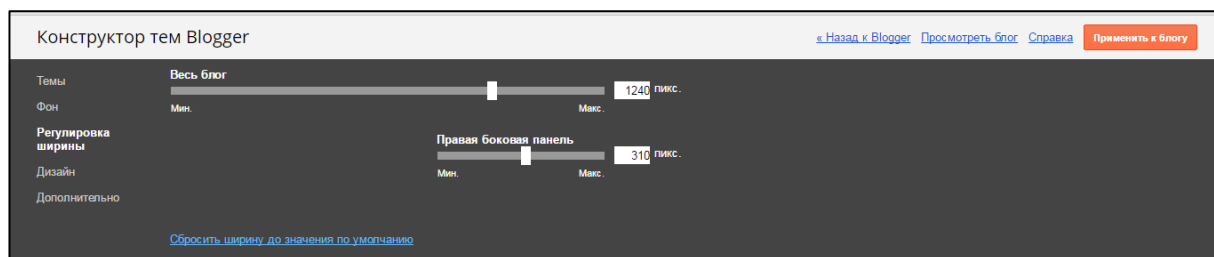 Конструктор тем Blogger
« Назад к Blogger Просмотреть блог Справка Применить к блогу
Темы
Фон
Регулировка
ширины
Дизайн
Дополнительно
Весь блог
1240 пикс.
Мин. Макс.
Правая боковая панель
310 пикс.
Мин. Макс.
Сбросить ширину до значения по умолчанию